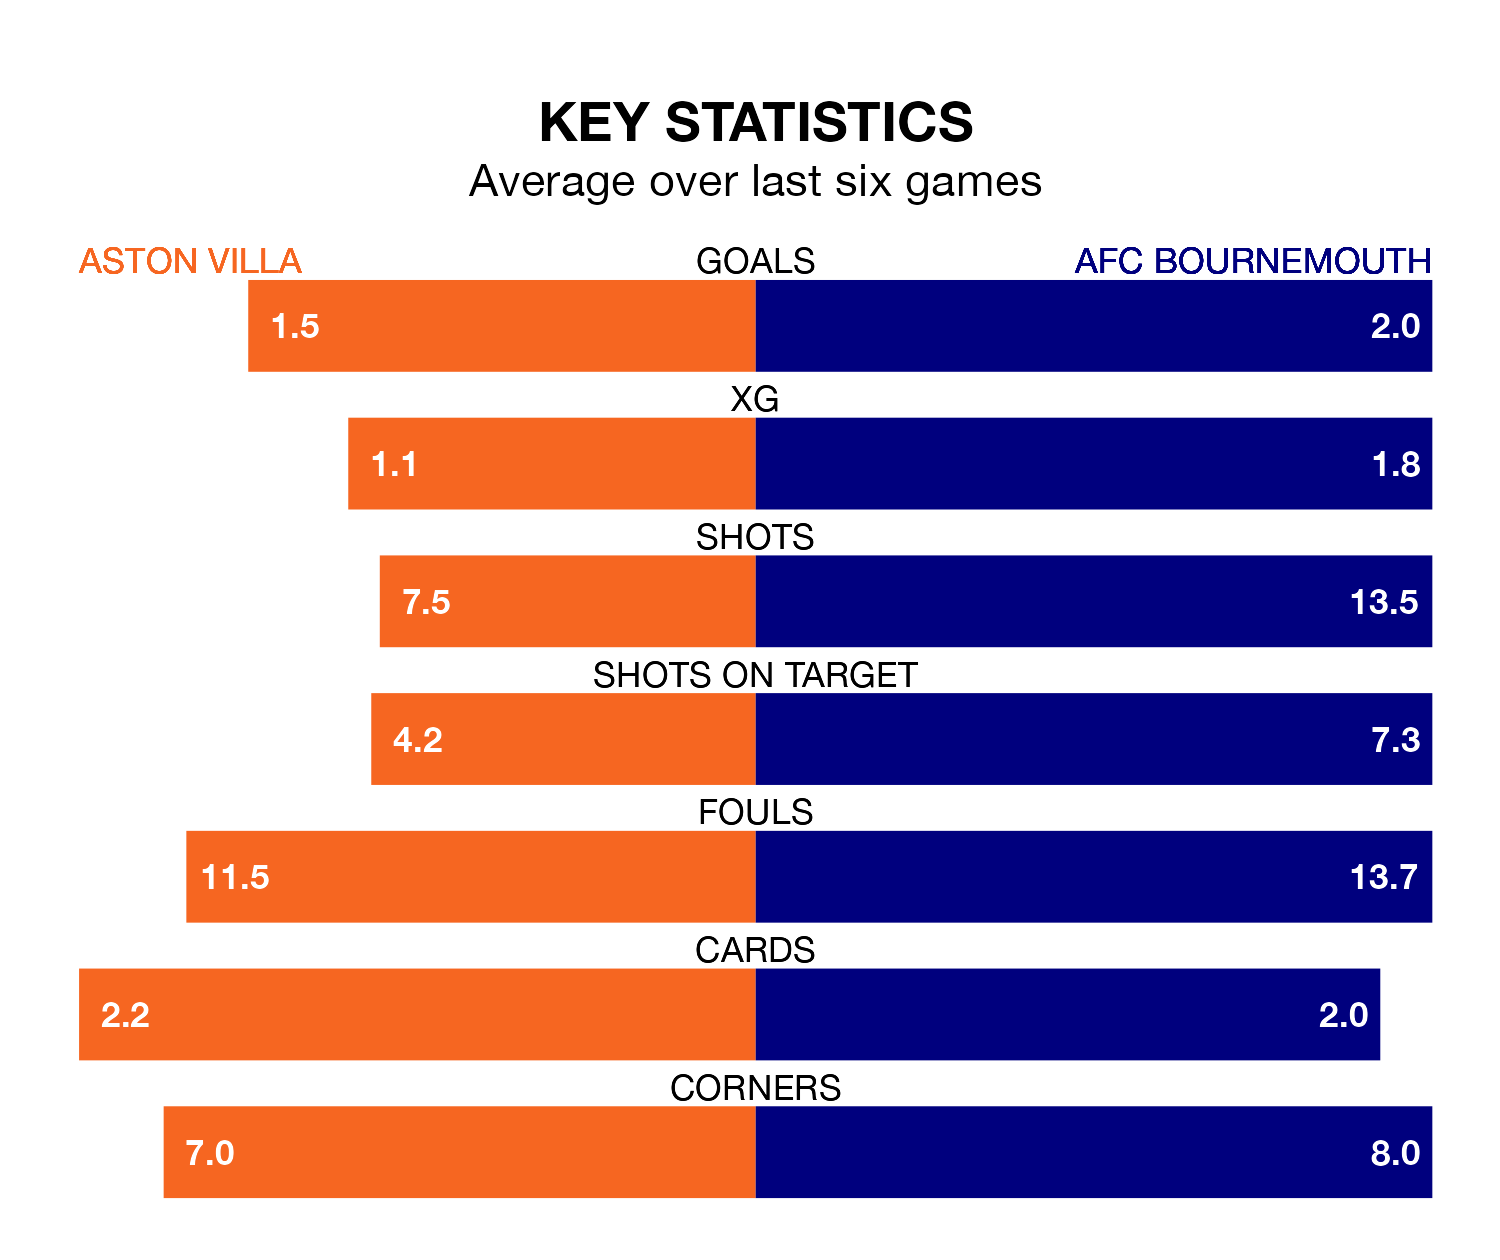 KEY STATISTICS
Average over last six games
ASTON VILLA GOALS AFC BOURNEMOUTH
1.5 2.0
XG
1.1 1.8
SHOTS
7.5 13.5
SHOTS ON TARGET
4.2 7.3
FOULS
11.5 13.7
CARDS
2.2 2.0
CORNERS
7.0 8.0